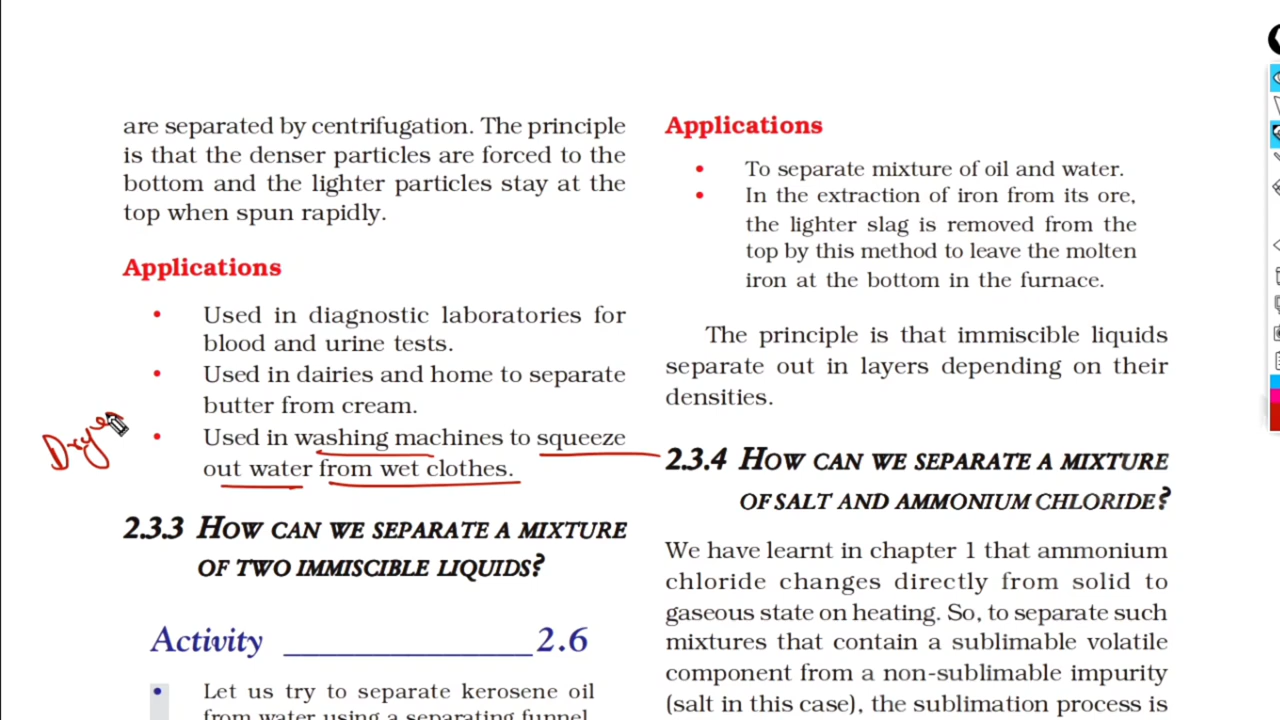 are separated by centrifugation. The principle
is that the denser particles are forced to the
bottom and the lighter particles stay at the
top when spun rapidly.
Applications
• Used in diagnostic laboratories for
blood and urine tests.
• Used in dairies and home to separate
butter from cream.
Dryer
• Used in washing machines to squeeze
out water from wet clothes.
2.3.3 HOW CAN WE SEPARATE A MIXTURE
OF TWO IMMISCIBLE LIQUIDS?
Activity ______________ 2.6
• Let us try to separate kerosene oil
from water using a separating funnel.
Applications
• To separate mixture of oil and water.
• In the extraction of iron from its ore,
the lighter slag is removed from the
top by this method to leave the molten
iron at the bottom in the furnace.
The principle is that immiscible liquids
separate out in layers depending on their
densities.
2.3.4 HOW CAN WE SEPARATE A MIXTURE
OF SALT AND AMMONIUM CHLORIDE?
We have learnt in chapter 1 that ammonium
chloride changes directly from solid to
gaseous state on heating. So, to separate such
mixtures that contain a sublimable volatile
component from a non-sublimable impurity
(salt in this case), the sublimation process is